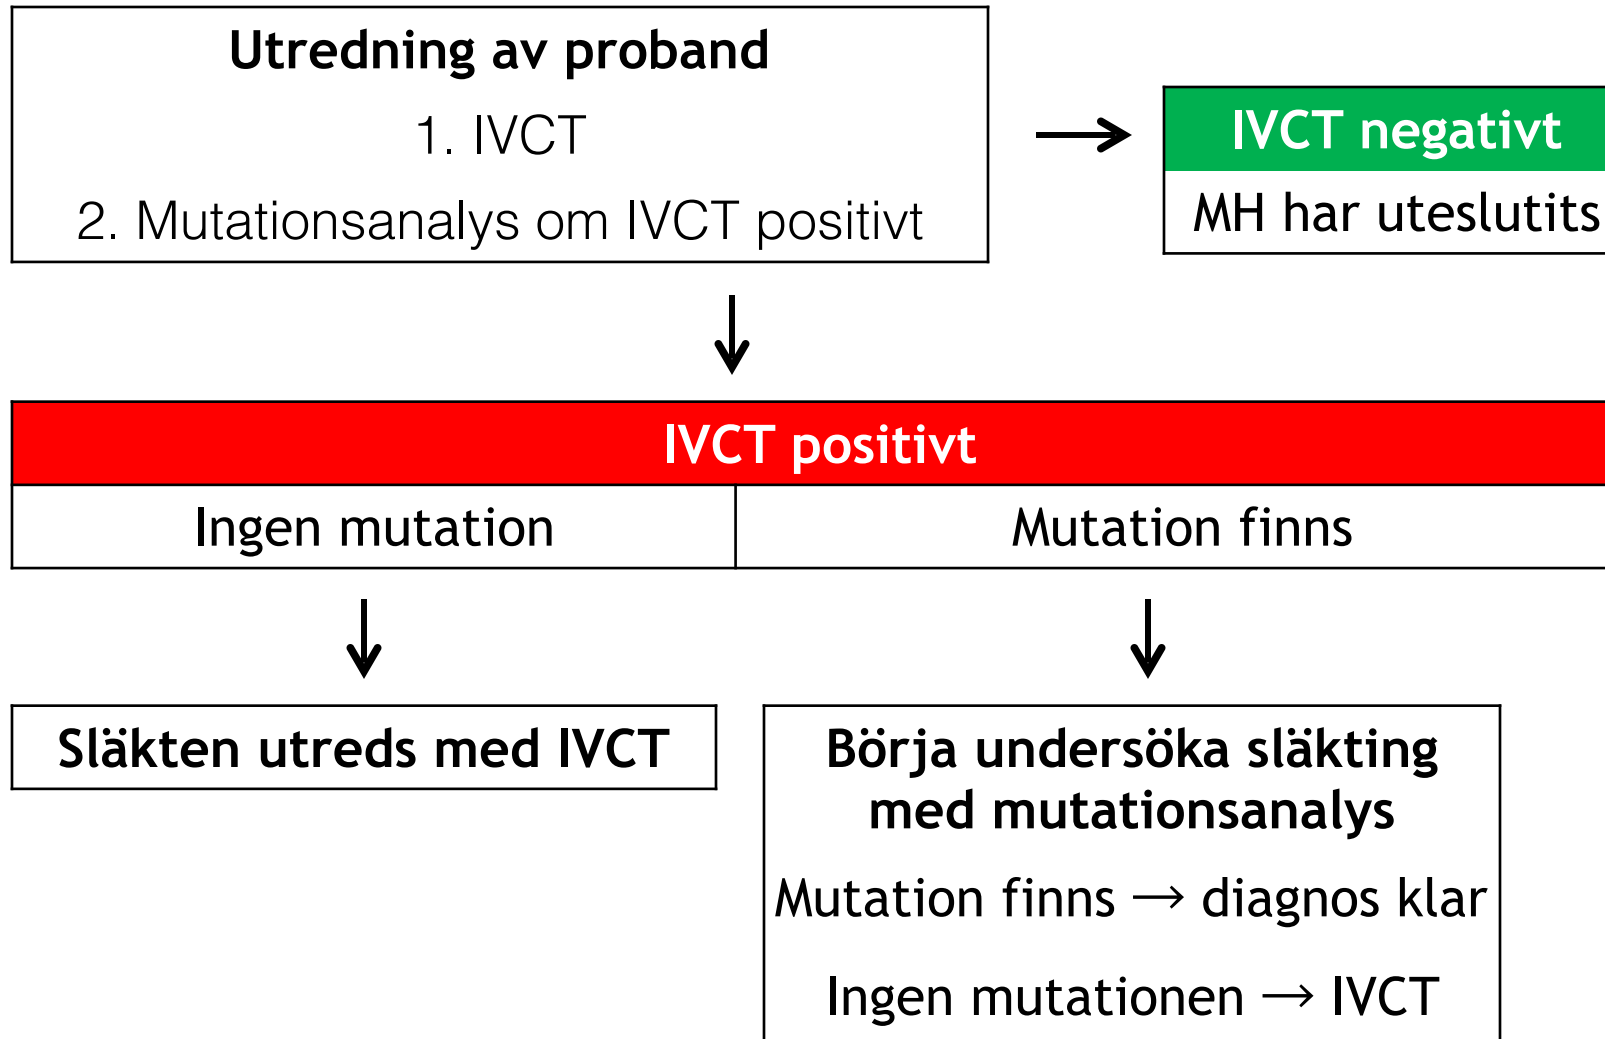 Utredning av proband
1. IVCT
2. Mutationsanalys om IVCT positivt
IVCT negativt
MH har uteslutits
IVCT positivt
Ingen mutation
Mutation finns
Släkten utreds med IVCT
Börja undersöka släkting
med mutationsanalys
Mutation finns → diagnos klar
Ingen mutationen → IVCT